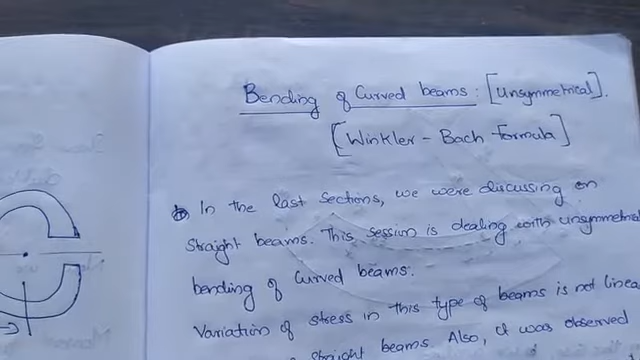 Bending of Curved beams: [Unsymmetrical].
[Winkler - Bach Formula]
In the last sections, we were discussing on
straight beams. This session is dealing with unsymmetrical
bending of Curved beams.
Variation of stress in this type of beams is not linear
straight beams. Also, it was observed